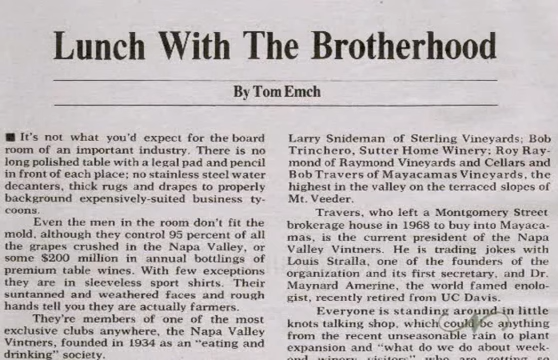 Lunch With The Brotherhood
By Tom Emch
■ It's not what you'd expect for the board
room of an important industry. There is no
long polished table with a legal pad and pencil
in front of each place; no stainless steel water
decanters, thick rugs and drapes to properly
background expensively-suited business ty-
coons.
Even the men in the room don't fit the
mold, although they control 95 percent of all
the grapes crushed in the Napa Valley, or
some $200 million in annual bottlings of
premium table wines. With few exceptions
they are in sleeveless sport shirts. Their
suntanned and weathered faces and rough
hands tell you they are actually farmers.
They're members of one of the most
exclusive clubs anywhere, the Napa Valley
Vintners, founded in 1934 as an "eating and
drinking" society.
Larry Snideman of Sterling Vineyards; Bob
Trinchero, Sutter Home Winery; Roy Ray-
mond of Raymond Vineyards and Cellars and
Bob Travers of Mayacamas Vineyards, the
highest in the valley on the terraced slopes of
Mt. Veeder.
Travers, who left a Montgomery Street
brokerage house in 1968 to buy into Mayaca-
mas, is the current president of the Napa
Valley Vintners. He is trading jokes with
Louis Stralla, one of the founders of the
organization and its first secretary, and Dr.
Maynard Amerine, the world famed enolo-
gist, recently retired from UC Davis.
Everyone is standing around in little
knots talking shop, which could be anything
from the recent unseasonable rain to plant
expansion and "what do we do about week-
end winery visitors" who are getting